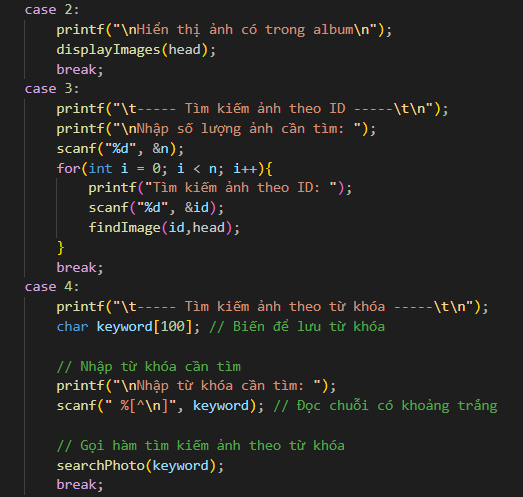 case 2:
    printf("\nHiển thị ảnh có trong album\n");
    displayImages(head);
    break;
case 3:
    printf("\t----- Tìm kiếm ảnh theo ID -----\t\n");
    printf("\nNhập số lượng ảnh cần tìm: ");
    scanf("%d", &n);
    for(int i = 0; i < n; i++){
        printf("Tìm kiếm ảnh theo ID: ");
        scanf("%d", &id);
        findImage(id,head);
    }
    break;
case 4:
    printf("\t----- Tìm kiếm ảnh theo từ khóa -----\t\n");
    char keyword[100]; // Biến để lưu từ khóa
    // Nhập từ khóa cần tìm
    printf("\nNhập từ khóa cần tìm: ");
    scanf(" %[^\n]", keyword); // Đọc chuỗi có khoảng trắng
    // Gọi hàm tìm kiếm ảnh theo từ khóa
    searchPhoto(keyword);
    break;